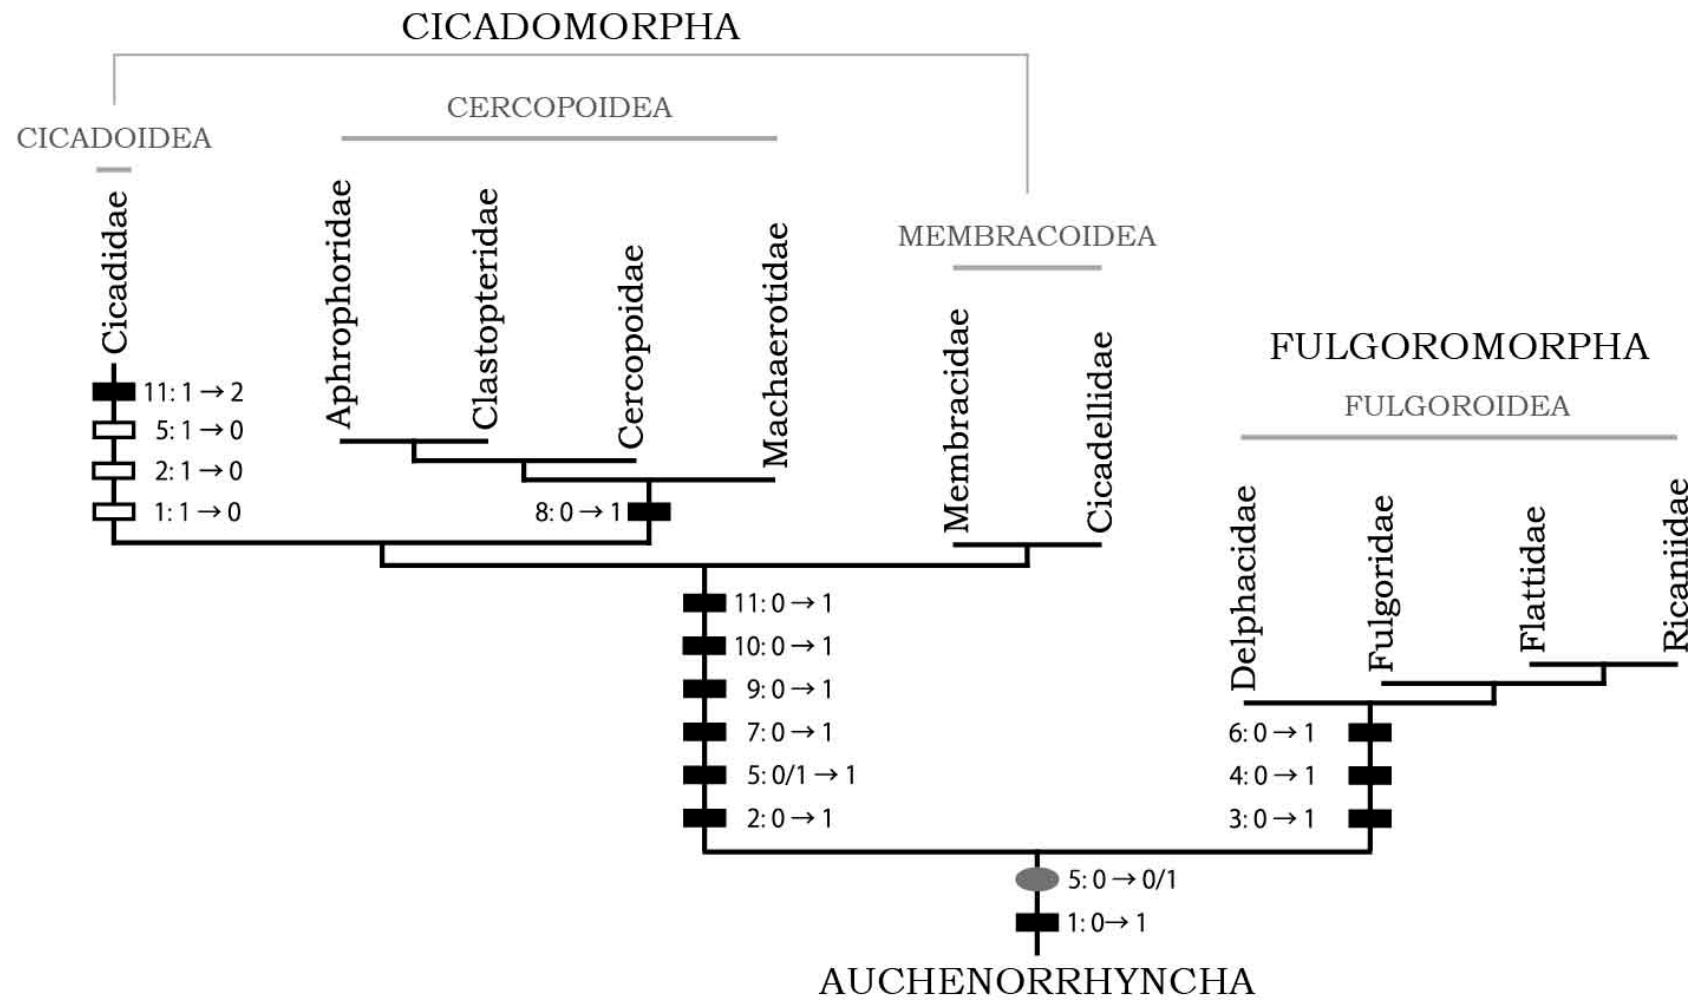 CICADOMORPHA
CERCOPOIDEA
CICADOIDEA
MEMBRACOIDEA
FULGOROMORPHA
FULGOROIDEA
Cicadidae
Aphrophoridae
Clastopteridae
Cercopoidae
Machaerotidae
Membracidae
Cicadellidae
Delphacidae
Fulgoridae
Flattidae
Ricaniidae
11: 1 → 2
5: 1 → 0
2: 1 → 0
1: 1 → 0
8: 0 → 1
11: 0 → 1
10: 0 → 1
9: 0 → 1
7: 0 → 1
5: 0/1 → 1
2: 0 → 1
6: 0 → 1
4: 0 → 1
3: 0 → 1
5: 0 → 0/1
1: 0→ 1
AUCHENORRHYNCHA